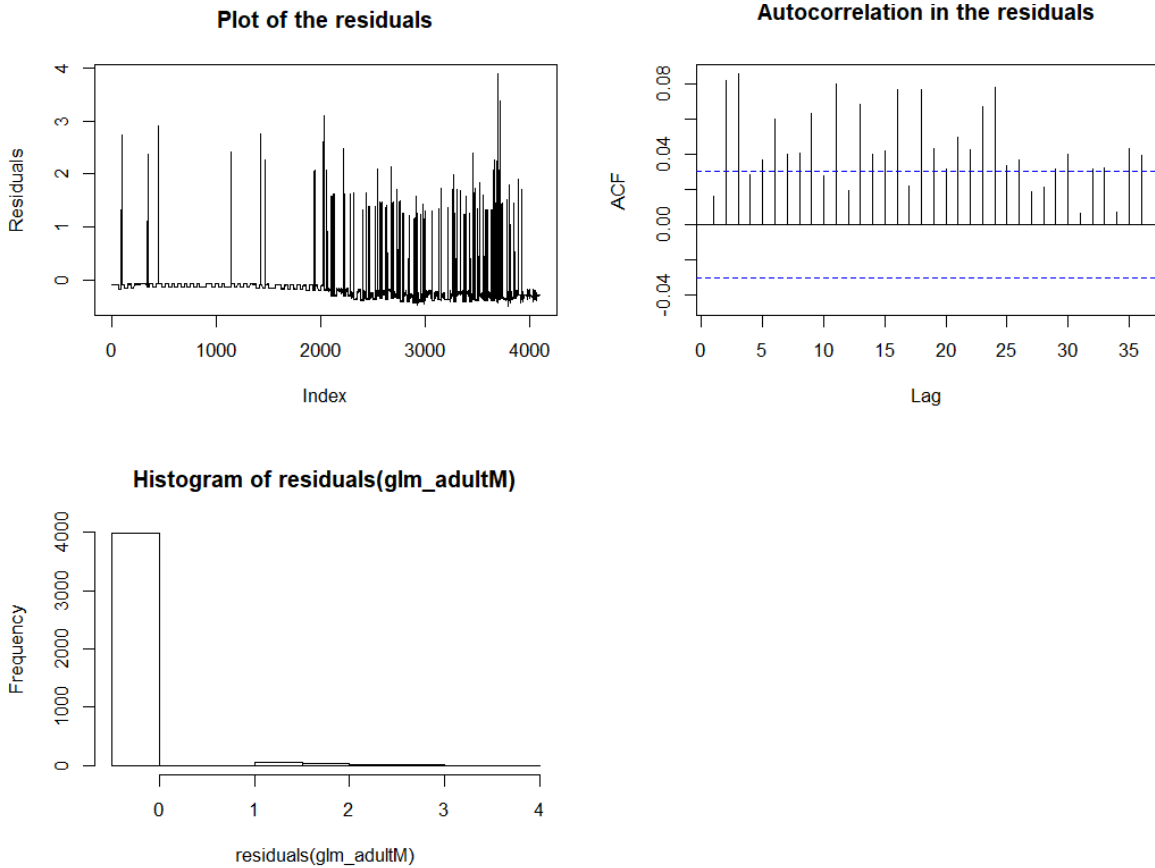 Plot of the residuals
4
3
2
1
0
Residuals
0 1000 2000 3000 4000
Index
Autocorrelation in the residuals
0.08
0.04
0.00
-0.04
ACF
0 5 10 15 20 25 30 35
Lag
Histogram of residuals(glm_adultM)
4000
3000
2000
1000
0
Frequency
0 1 2 3 4
residuals(glm_adultM)